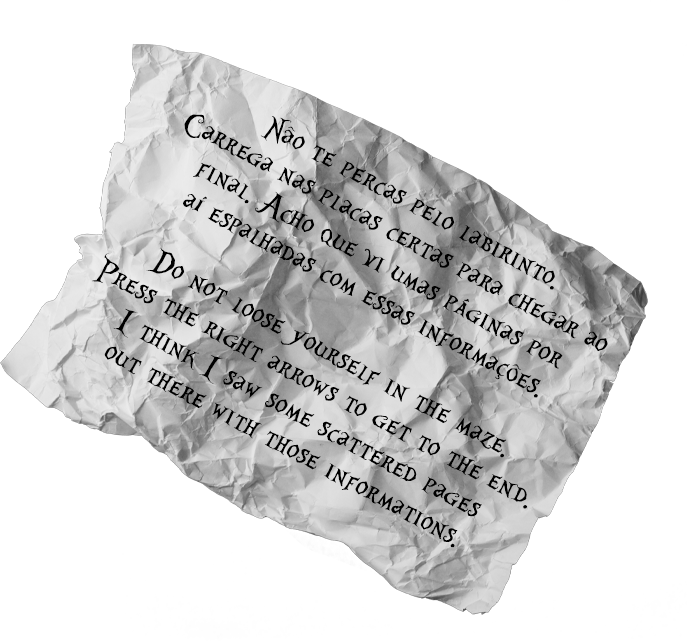 Não te percas pelo labirinto.
Carrega nas placas certas para chegar ao
final. Acho que vi umas páginas por
aí espalhadas com essas informações.
Do not loose yourself in the maze.
Press the right arrows to get to the end.
I think I saw some scattered pages
out there with those informations.